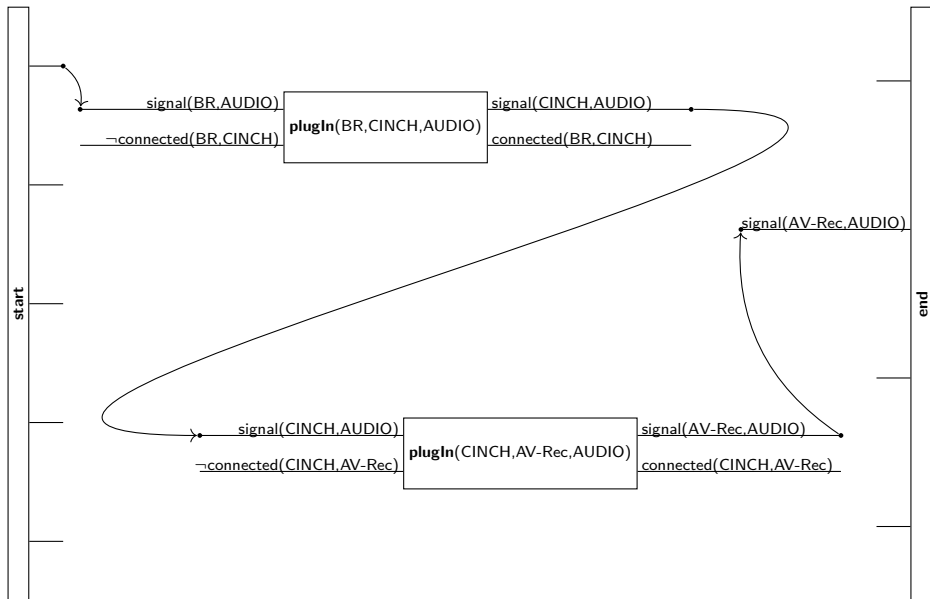 signal(BR,AUDIO)
¬connected(BR,CINCH)
plugIn(BR,CINCH,AUDIO)
signal(CINCH,AUDIO)
connected(BR,CINCH)
signal(AV-Rec,AUDIO)
start
end
signal(CINCH,AUDIO)
¬connected(CINCH,AV-Rec)
plugIn(CINCH,AV-Rec,AUDIO)
signal(AV-Rec,AUDIO)
connected(CINCH,AV-Rec)